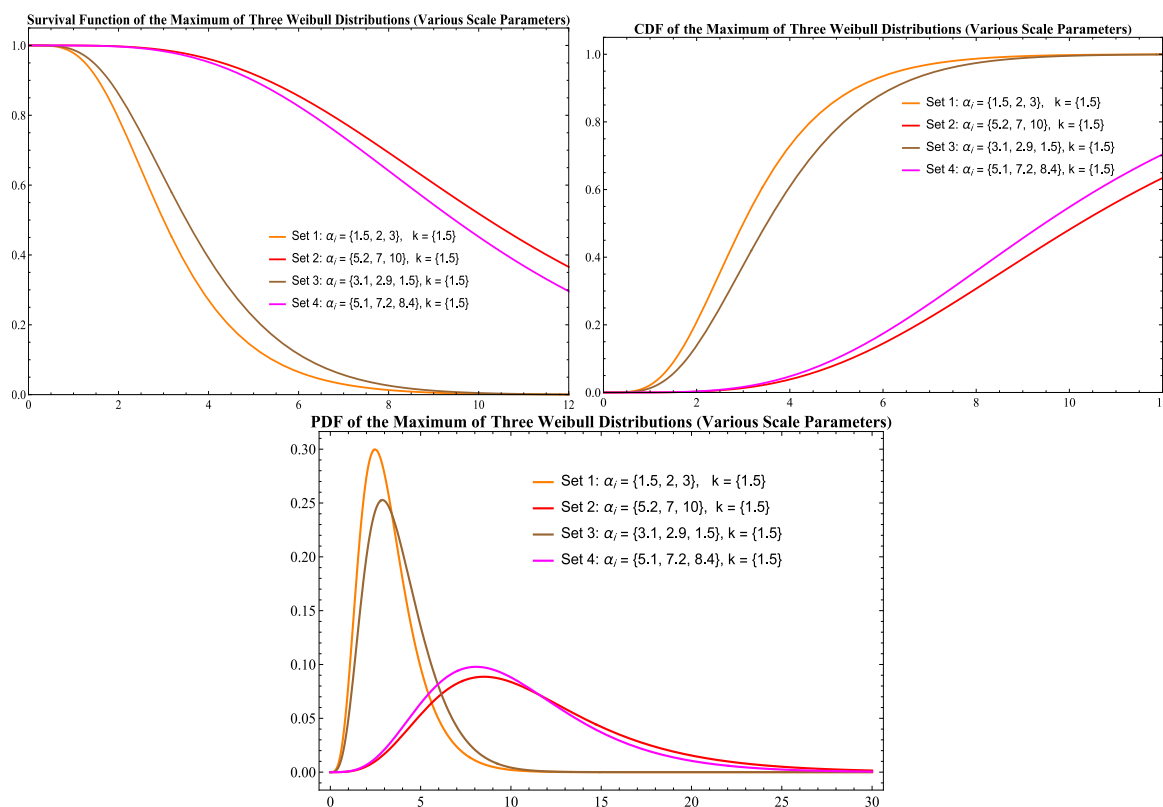 Survival Function of the Maximum of Three Weibull Distributions (Various Scale Parameters)
1.0
0.8
0.6
0.4
0.2
0.0
0 2 4 6 8 10 12
Set 1: αᵢ = {1.5, 2, 3}, k = {1.5}
Set 2: αᵢ = {5.2, 7, 10}, k = {1.5}
Set 3: αᵢ = {3.1, 2.9, 1.5}, k = {1.5}
Set 4: αᵢ = {5.1, 7.2, 8.4}, k = {1.5}
CDF of the Maximum of Three Weibull Distributions (Various Scale Parameters)
1.0
0.8
0.6
0.4
0.2
0.0
0 2 4 6 8 10 12
Set 1: αᵢ = {1.5, 2, 3}, k = {1.5}
Set 2: αᵢ = {5.2, 7, 10}, k = {1.5}
Set 3: αᵢ = {3.1, 2.9, 1.5}, k = {1.5}
Set 4: αᵢ = {5.1, 7.2, 8.4}, k = {1.5}
PDF of the Maximum of Three Weibull Distributions (Various Scale Parameters)
0.30
0.25
0.20
0.15
0.10
0.05
0.00
0 5 10 15 20 25 30
Set 1: αᵢ = {1.5, 2, 3}, k = {1.5}
Set 2: αᵢ = {5.2, 7, 10}, k = {1.5}
Set 3: αᵢ = {3.1, 2.9, 1.5}, k = {1.5}
Set 4: αᵢ = {5.1, 7.2, 8.4}, k = {1.5}